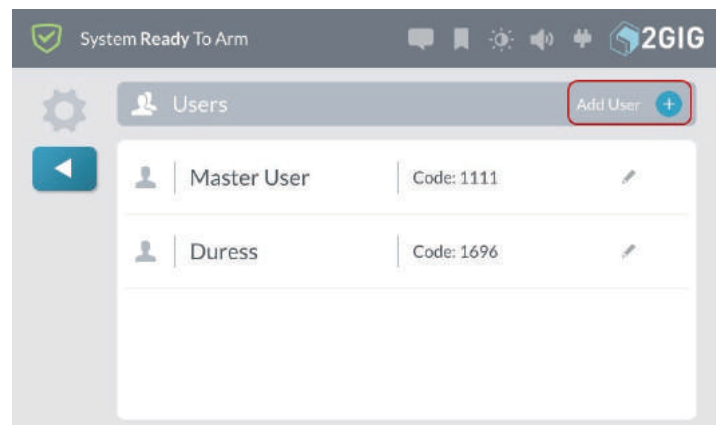 System Ready To Arm
2GIG
Users
Add User
Master User
Code: 1111
Duress
Code: 1696